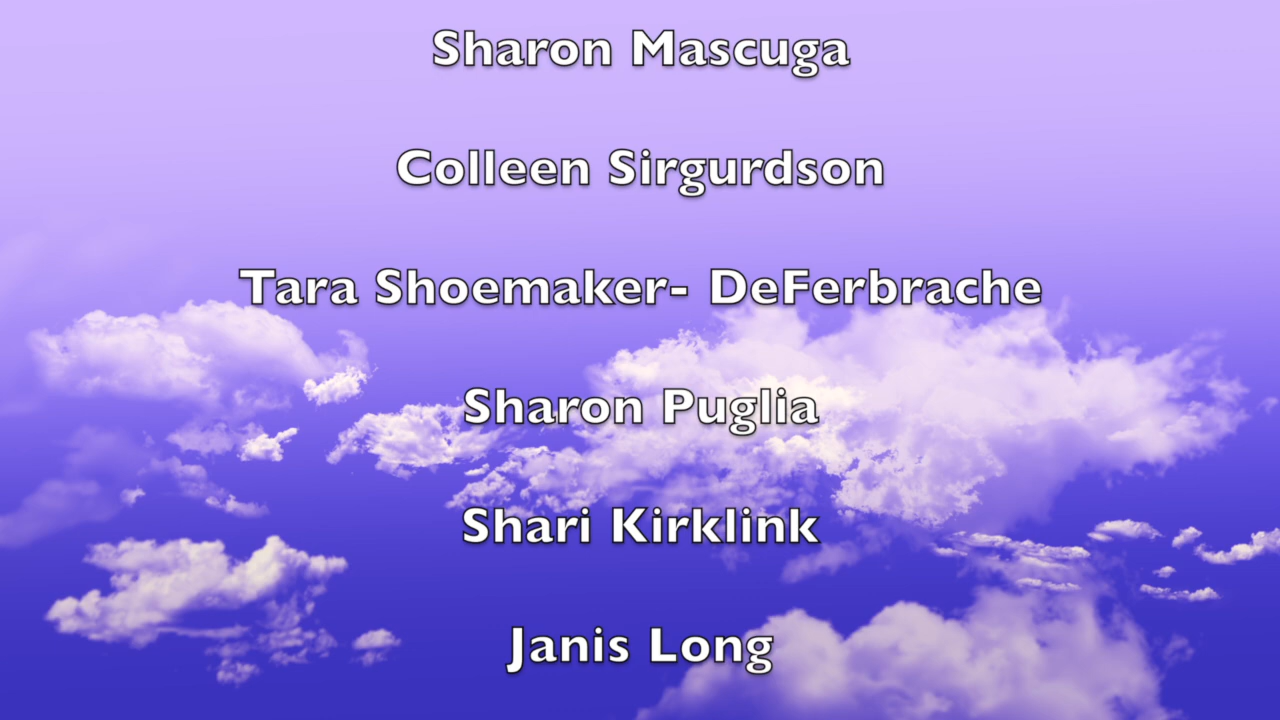 Sharon Mascuga
Colleen Sirgurdson
Tara Shoemaker- DeFerbrache
Sharon Puglia
Shari Kirklink
Janis Long